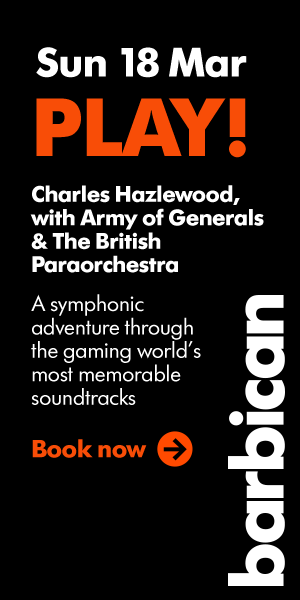 Sun 18 Mar
PLAY!
Charles Hazlewood,
with Army of Generals
& The British
Paraorchestra
A symphonic
adventure through
the gaming world’s
most memorable
soundtracks
Book now
barbican